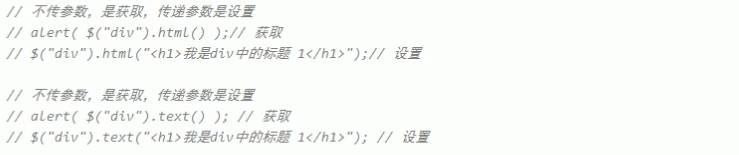 // 不传参数，是获取，传递参数是设置
// alert( $("div").html() );// 获取
// $("div").html("<h1>我是div中的标题 1</h1>");// 设置
// 不传参数，是获取，传递参数是设置
// alert( $("div").text() ); // 获取
// $("div").text("<h1>我是div中的标题 1</h1>"); // 设置